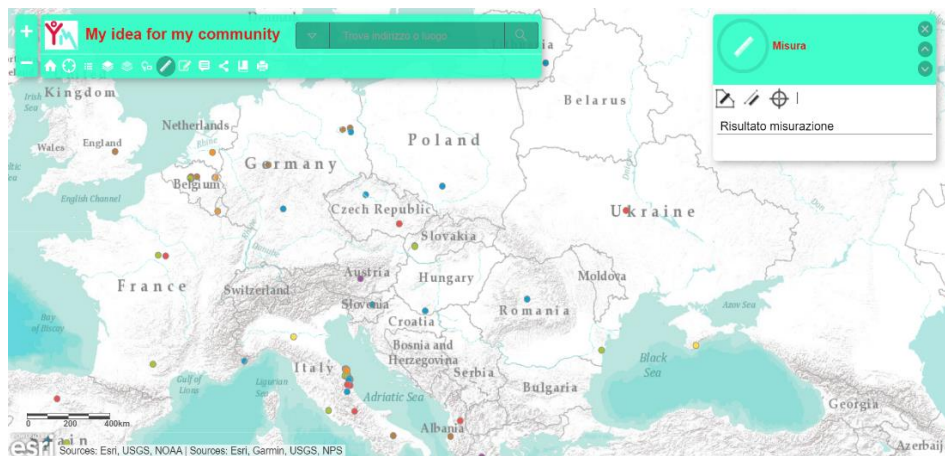 My idea for my community
Trova indirizzo o luogo
Misura
Risultato misurazione
Irish
Sea
Kingdom
Wales
England
Netherlands
Rhine
Belgium
English Channel
Germany
Poland
Belarus
Czech Republic
Ukraine
Slovakia
Danube
France
Switzerland
Austria
Hungary
Moldova
Slovenia
Romania
Croatia
Azov Sea
Bay
of Biscay
Bosnia and
Herzegovina
Serbia
Italy
Gulf of
Lions
Ligurian
Sea
Adriatic Sea
Bulgaria
Black
Sea
Georgia
Albania
Azerbaij
0 200 400km
esri
Sources: Esri, USGS, NOAA | Sources: Esri, Garmin, USGS, NPS